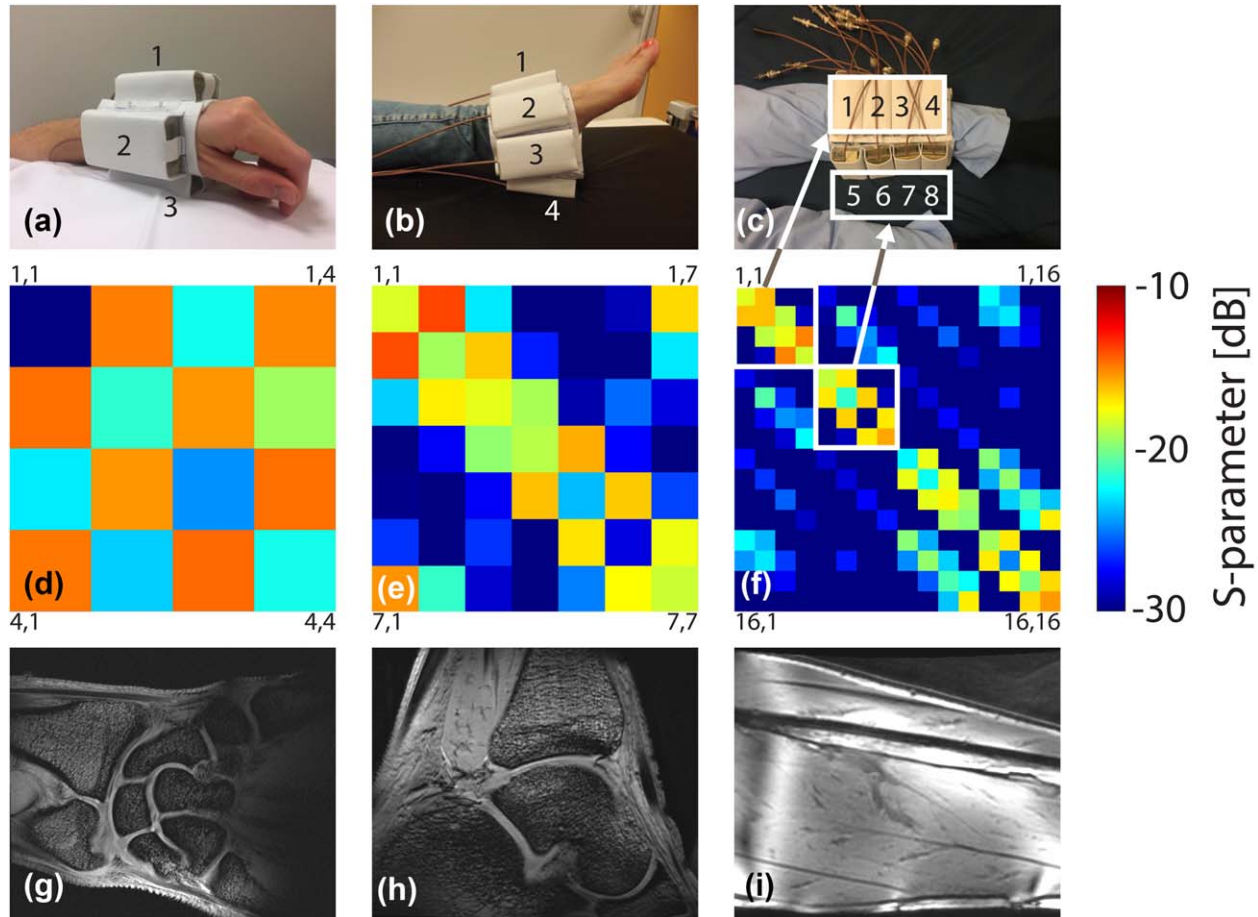 1
2
3
(a)
1
2
3
4
(b)
1 2 3 4
5 6 7 8
(c)
1,1 1,4
(d)
4,1 4,4
1,1 1,7
(e)
7,1 7,7
1,1 1,16
(f)
16,1 16,16
-10
-20
-30
S-parameter [dB]
(g)
(h)
(i)